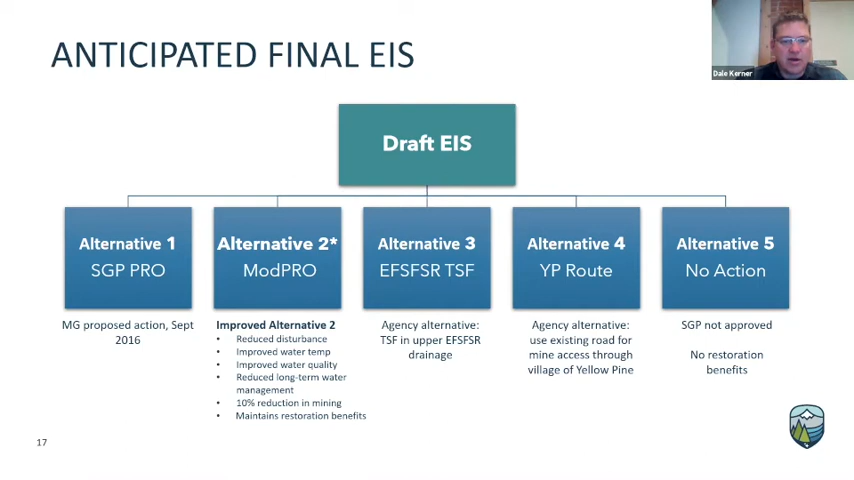 ANTICIPATED FINAL EIS
Dale Kerner
Draft EIS
Alternative 1
SGP PRO
MG proposed action, Sept
2016
Alternative 2*
ModPRO
Improved Alternative 2
• Reduced disturbance
• Improved water temp
• Improved water quality
• Reduced long-term water
management
• 10% reduction in mining
• Maintains restoration benefits
Alternative 3
EFSFSR TSF
Agency alternative:
TSF in upper EFSFSR
drainage
Alternative 4
YP Route
Agency alternative:
use existing road for
mine access through
village of Yellow Pine
Alternative 5
No Action
SGP not approved
No restoration
benefits
17